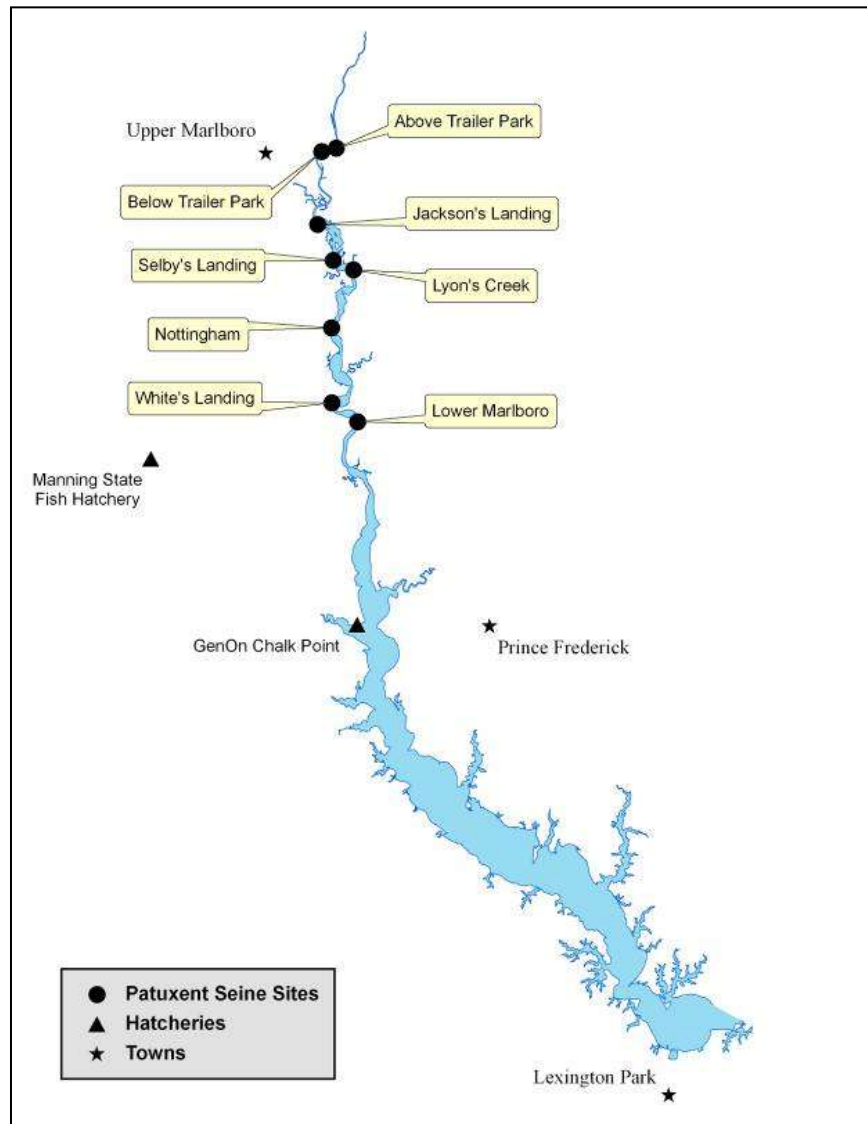 Above Trailer Park
Upper Marlboro
Below Trailer Park
Jackson's Landing
Selby's Landing
Lyon's Creek
Nottingham
White's Landing
Lower Marlboro
Manning State
Fish Hatchery
GenOn Chalk Point
Prince Frederick
Patuxent Seine Sites
Hatcheries
Towns
Lexington Park